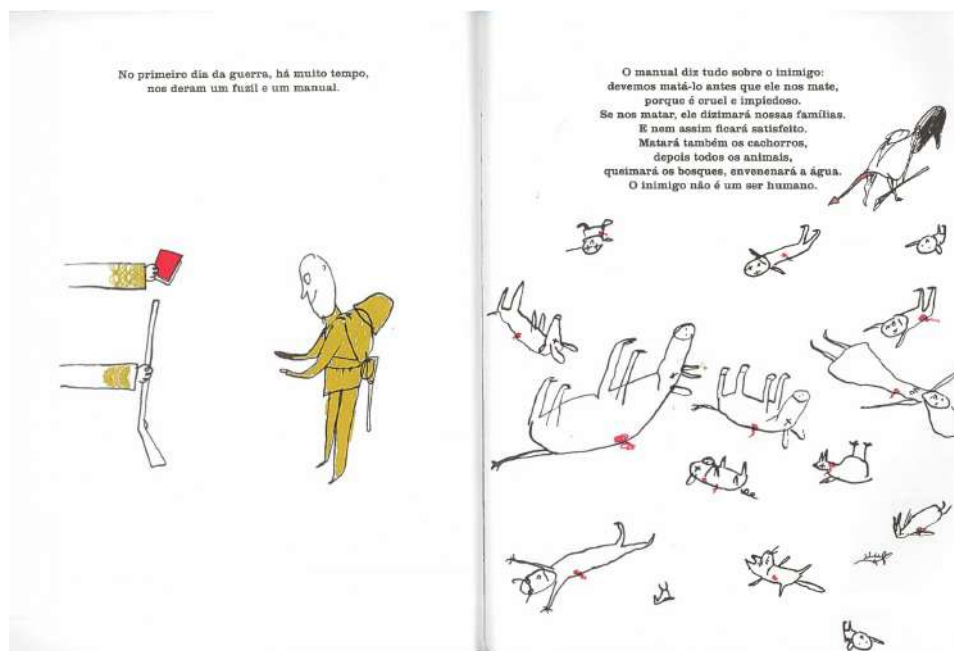 No primeiro dia da guerra, há muito tempo,
nos deram um fuzil e um manual.
O manual diz tudo sobre o inimigo:
devemos matá-lo antes que ele nos mate,
porque é cruel e impiedoso.
Se nos matar, ele dizimará nossas famílias.
E nem assim ficará satisfeito.
Matará também os cachorros,
depois todos os animais,
queimará os bosques, envenenará a água.
O inimigo não é um ser humano.